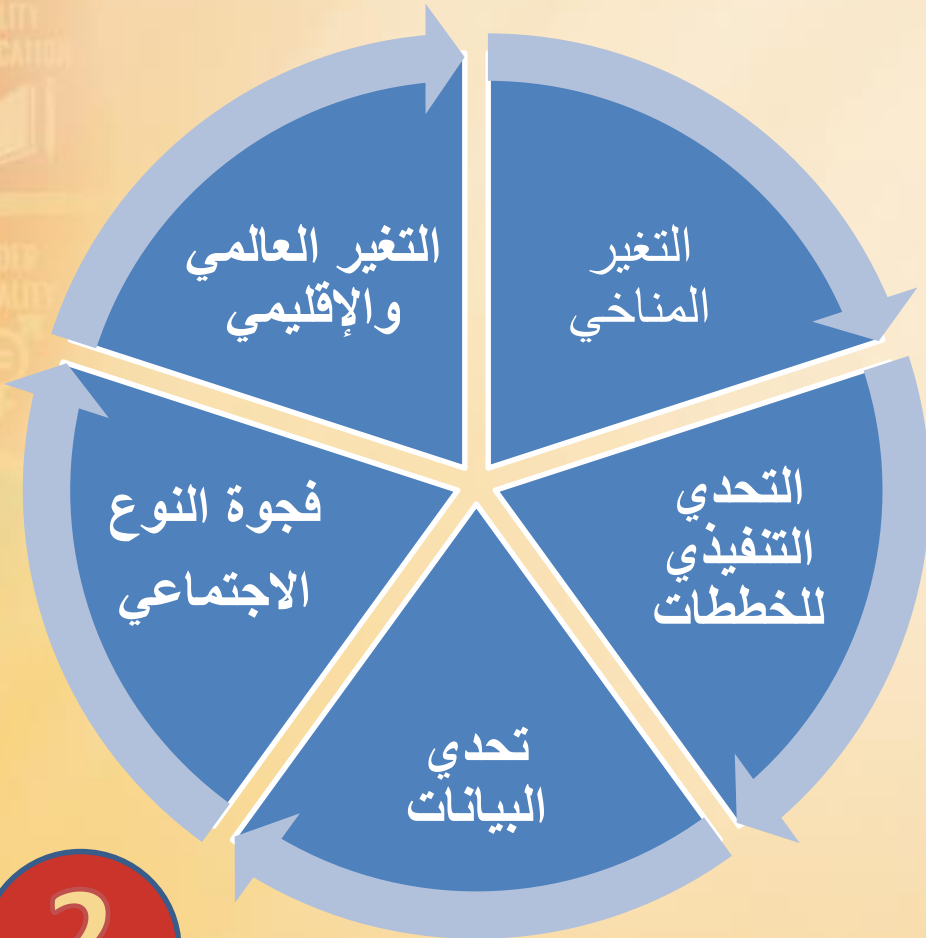 التغير
المناخي
التحدي
التنفيذي
للخططات
تحدي
البيانات
فجوة النوع
الاجتماعي
التغير العالمي
والإقليمي
2